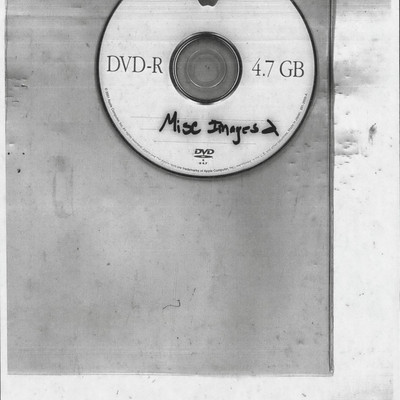 DVD-R 4.7 GB
Misc Images 2
DVD